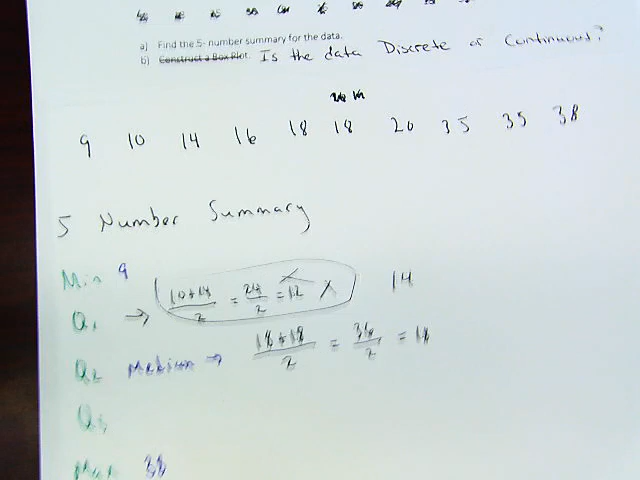 a) Find the 5- number summary for the data.
b) Construct a Box Plot. Is the data Discrete or Continuous?
9 10 14 16 18 18 20 35 35 38
5 Number Summary
Min 9
Q1 → 10+14/2 = 24/2 = 12 X 14
Q2 Medium → 18+18/2 = 36/2 = 18
Q3
Max 38